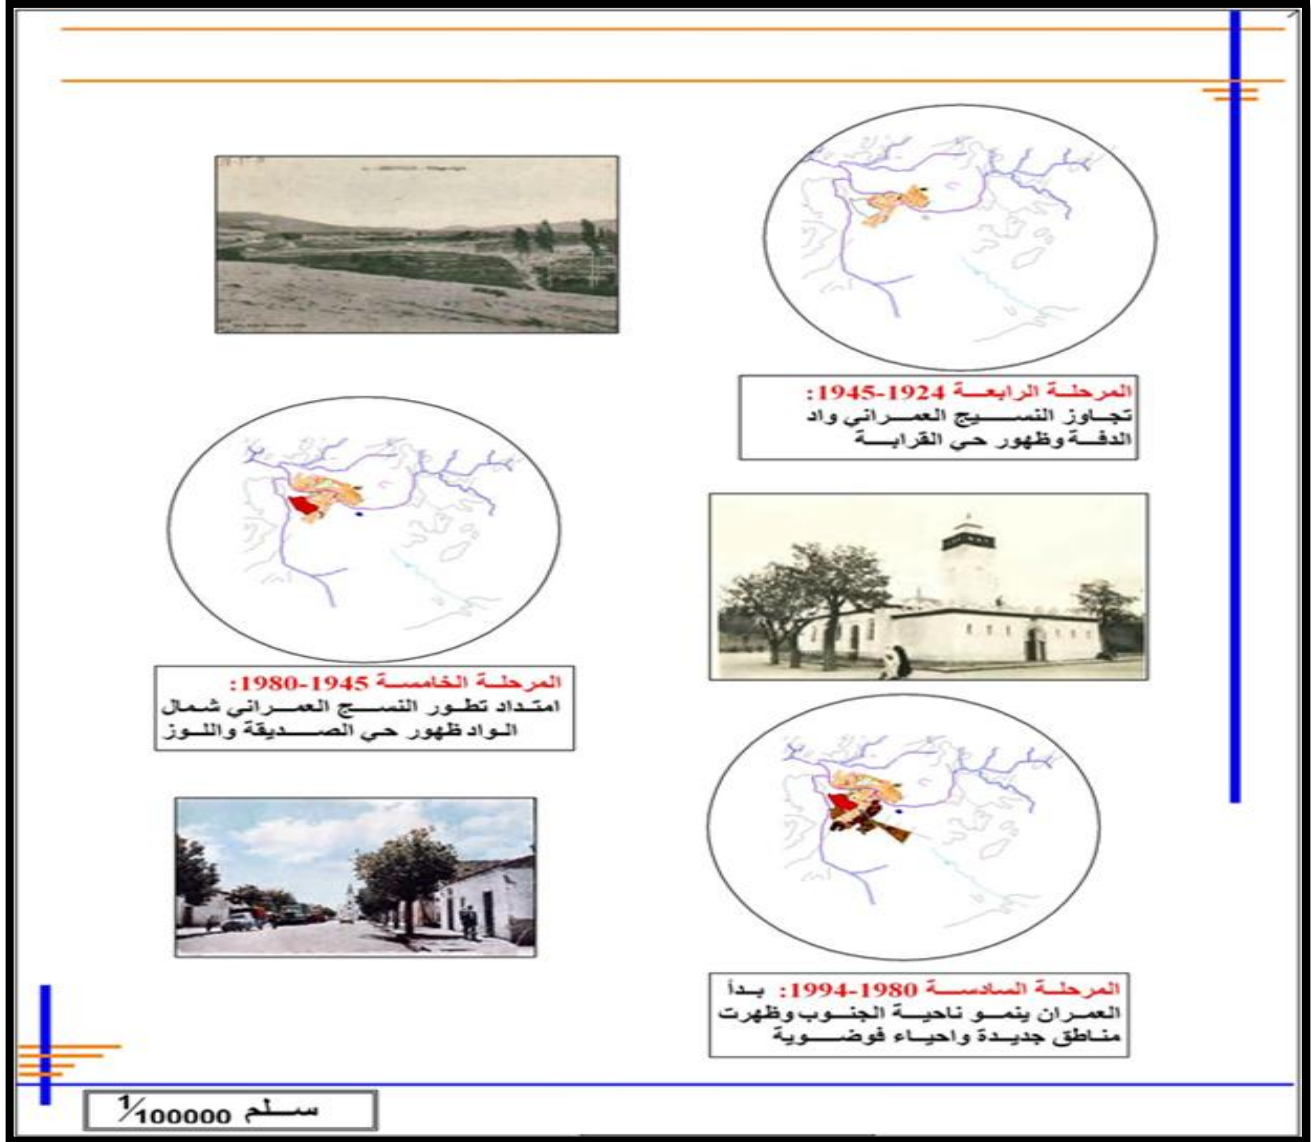 المرحلة الرابعة 1924-1945:
تجاوز النسيج العمراني واد
الدفة وظهور حي القرابة
المرحلة الخامسة 1945-1980:
امتداد تطور النسج العمراني شمال
الواد ظهور حي الصديقة واللوز
المرحلة السادسة 1980-1994: بدأ
العمران ينمو ناحية الجنوب وظهرت
مناطق جديدة واحياء فوضوية
سلم 1/100000